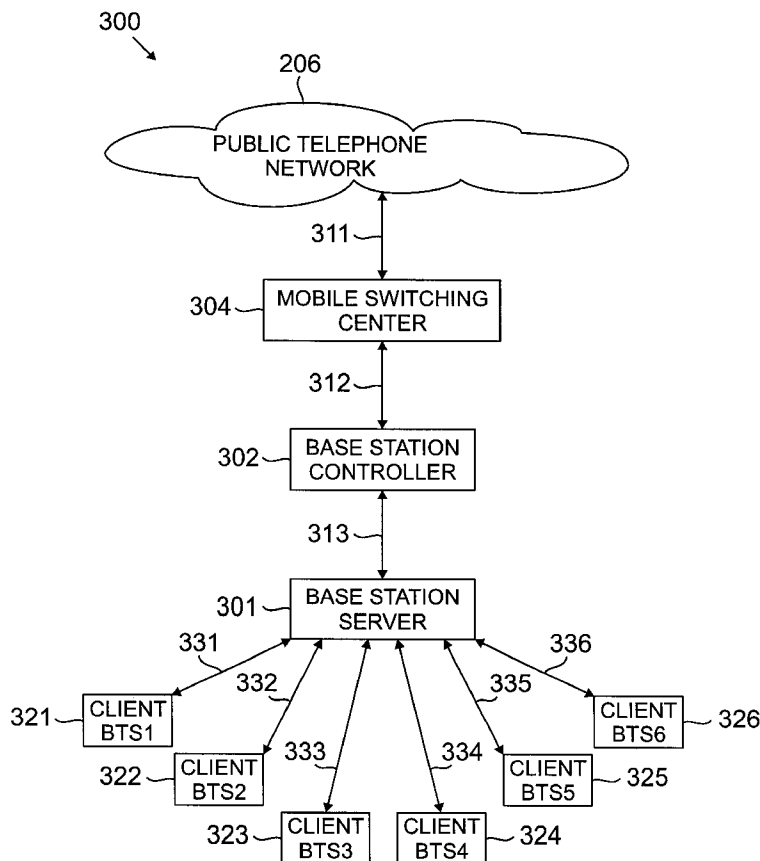 300
206
PUBLIC TELEPHONE
NETWORK
311
304
MOBILE SWITCHING
CENTER
312
302
BASE STATION
CONTROLLER
313
301
BASE STATION
SERVER
331
332
333
334
335
336
321
CLIENT
BTS1
322
CLIENT
BTS2
323
CLIENT
BTS3
CLIENT
BTS4
324
CLIENT
BTS5
325
CLIENT
BTS6
326